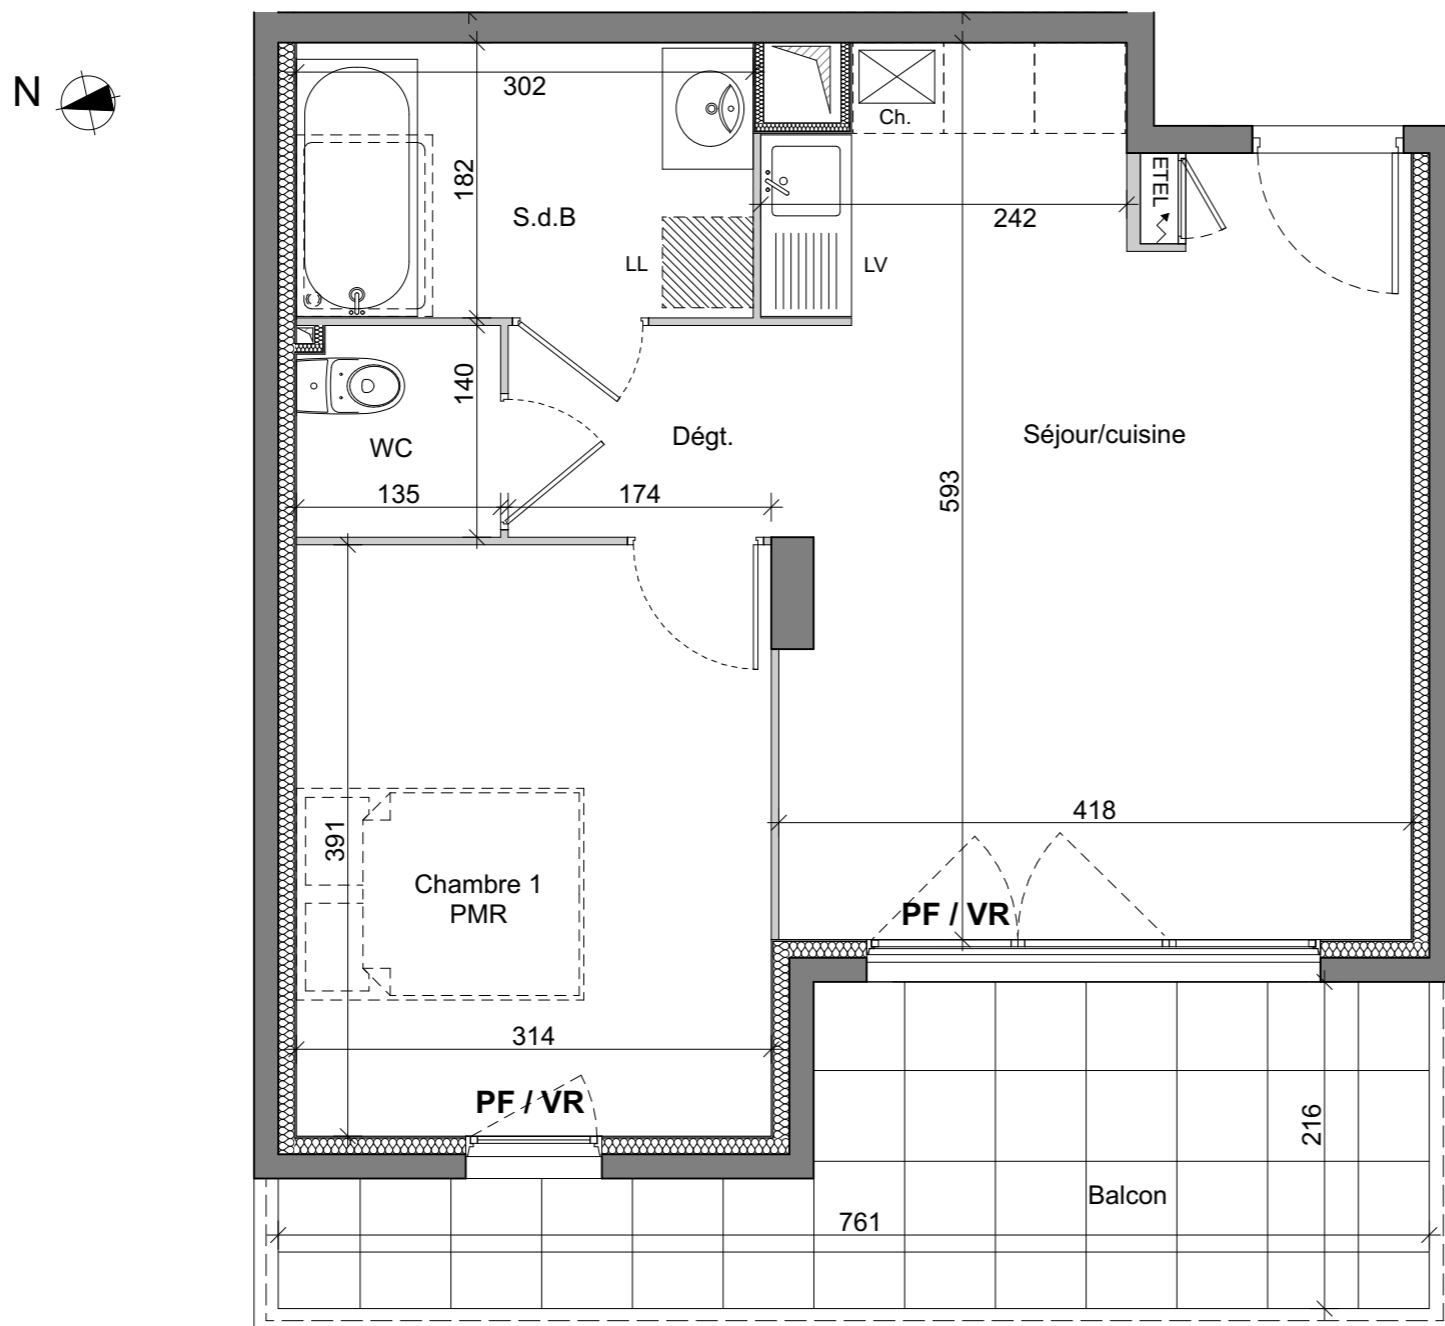 N
302
Ch.
182
ETEL
S.d.B
242
LL
LV
140
WC
Dégt.
Séjour/cuisine
135
174
593
418
391
Chambre 1
PMR
PF / VR
314
PF / VR
216
Balcon
761